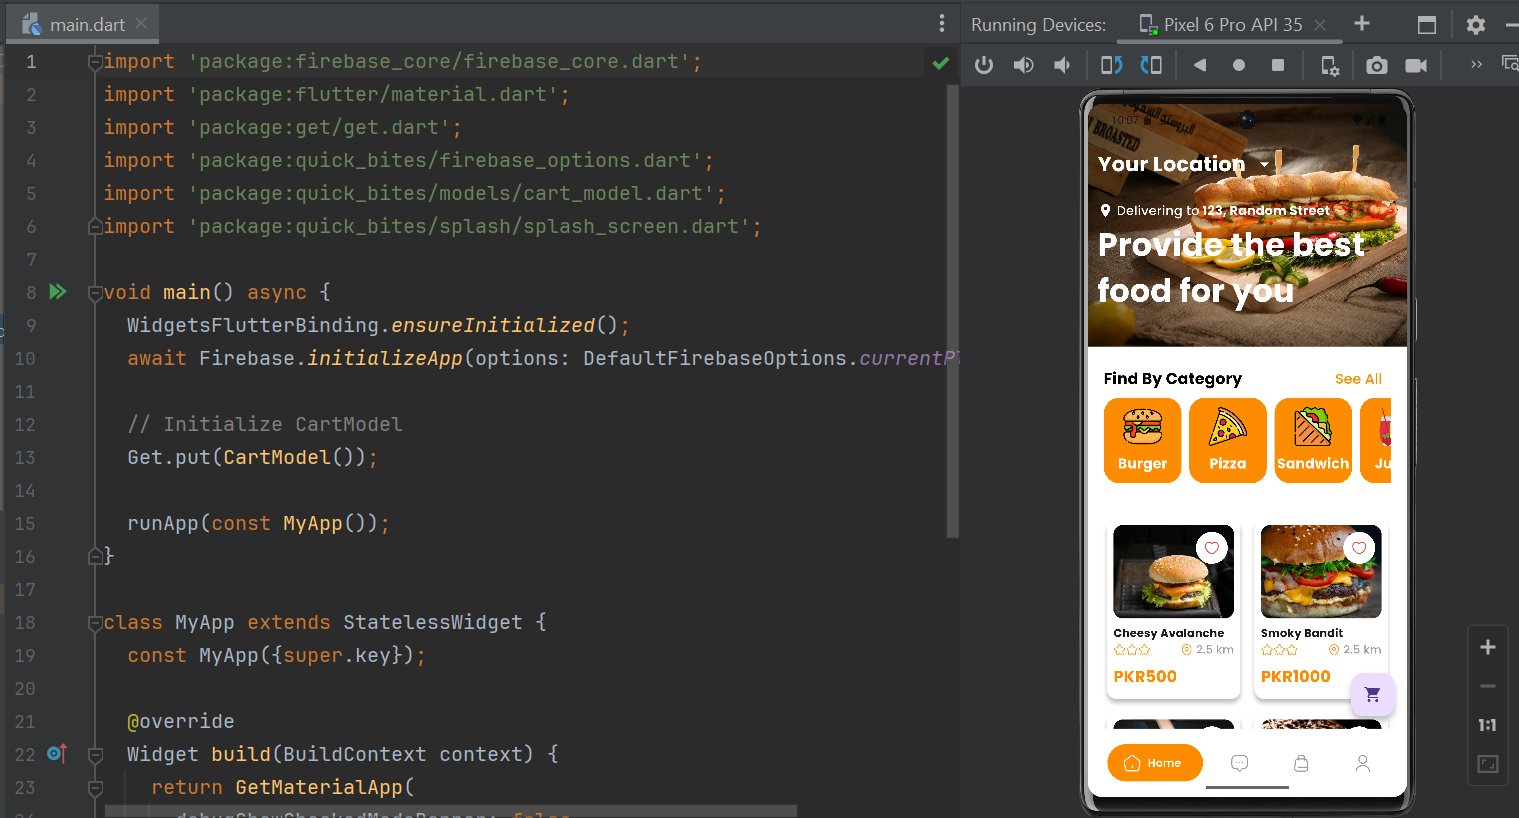 main.dart
Running Devices:
Pixel 6 Pro API 35
1 import 'package:firebase_core/firebase_core.dart';
2 import 'package:flutter/material.dart';
3 import 'package:get/get.dart';
4 import 'package:quick_bites/firebase_options.dart';
5 import 'package:quick_bites/models/cart_model.dart';
6 import 'package:quick_bites/splash/splash_screen.dart';
7
8 void main() async {
9 WidgetsFlutterBinding.ensureInitialized();
10 await Firebase.initializeApp(options: DefaultFirebaseOptions.currentPl
11
12 // Initialize CartModel
13 Get.put(CartModel());
14
15 runApp(const MyApp());
16 }
17
18 class MyApp extends StatelessWidget {
19 const MyApp({super.key});
20
21 @override
22 Widget build(BuildContext context) {
23 return GetMaterialApp(
1:1
10:07
BROASTED
Your Location
Delivering to 123, Random Street
Provide the best
food for you
Find By Category
See All
Burger
Pizza
Sandwich
Ju
Cheesy Avalanche
2.5 km
PKR500
Smoky Bandit
2.5 km
PKR1000
Home